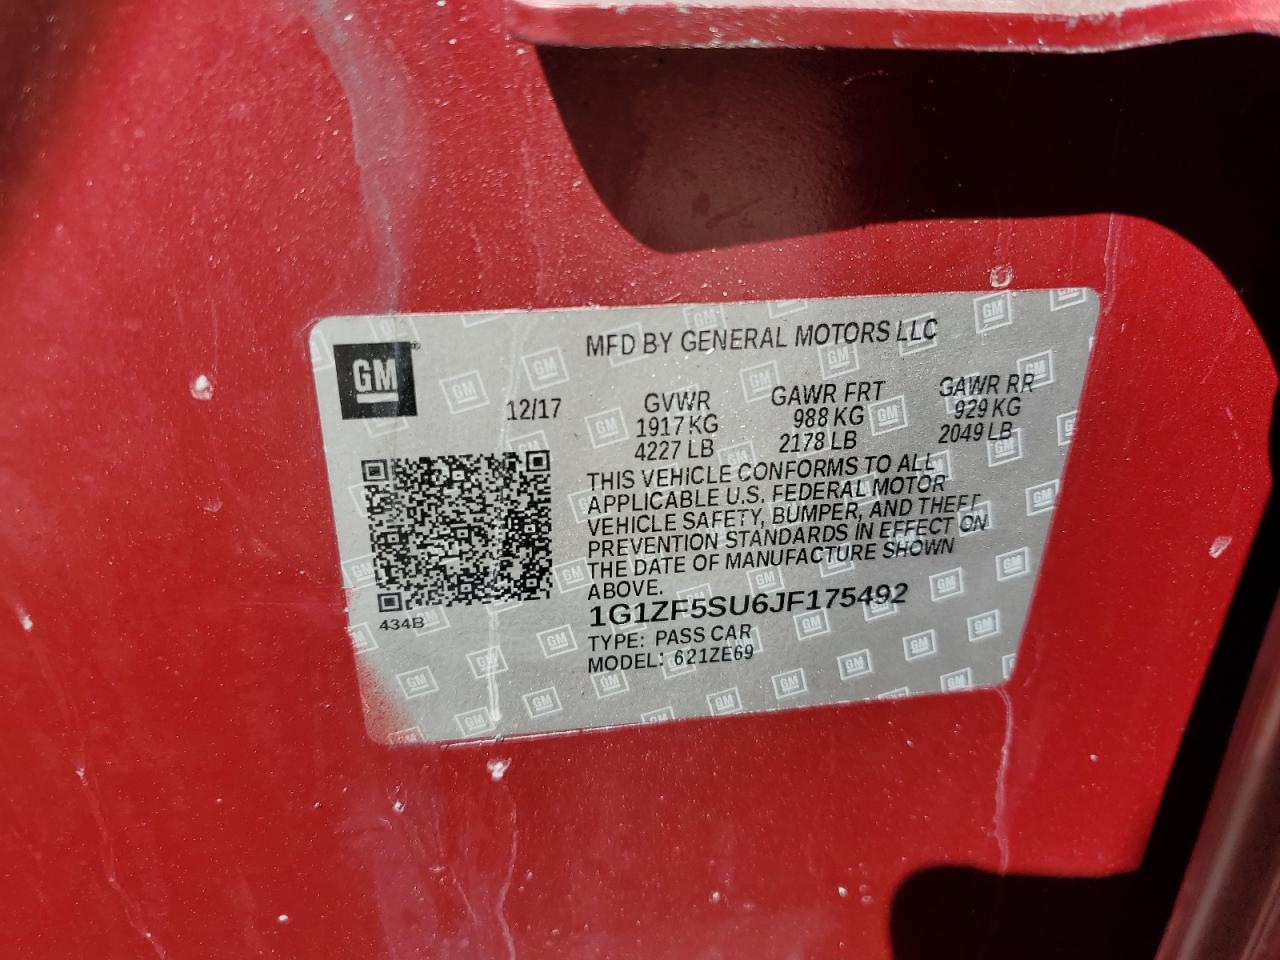 MFD BY GENERAL MOTORS LLC
GM
12/17
GVWR GAWR FRT GAWR RR
1917 KG 988 KG 929 KG
4227 LB 2178 LB 2049 LB
THIS VEHICLE CONFORMS TO ALL
APPLICABLE U.S. FEDERAL MOTOR
VEHICLE SAFETY, BUMPER, AND THEFT
PREVENTION STANDARDS IN EFFECT ON
THE DATE OF MANUFACTURE SHOWN
ABOVE.
434B
1G1ZF5SU6JF175492
TYPE: PASS CAR
MODEL: 621ZE69